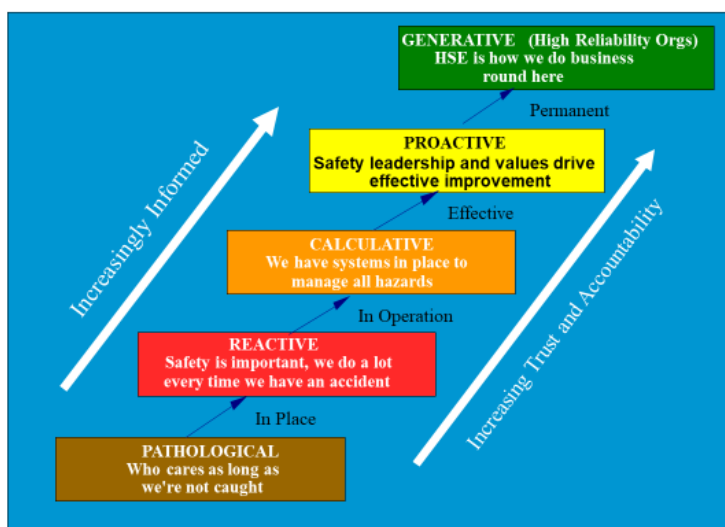 GENERATIVE (High Reliability Orgs)
HSE is how we do business
round here
Permanent
PROACTIVE
Safety leadership and values drive
effective improvement
Effective
CALCULATIVE
We have systems in place to
manage all hazards
In Operation
REACTIVE
Safety is important, we do a lot
every time we have an accident
In Place
PATHOLOGICAL
Who cares as long as
we're not caught
Increasingly Informed
Increasing Trust and Accountability